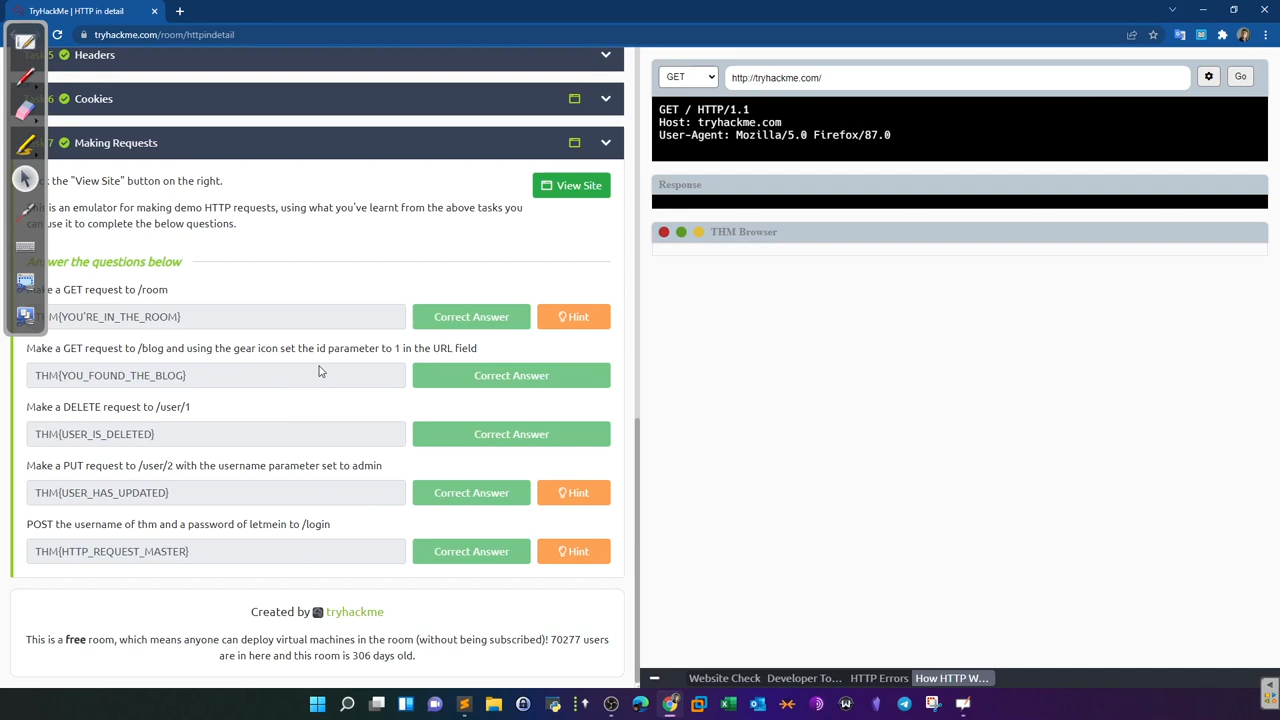 TryHackMe | HTTP in detail
tryhackme.com/room/httpindetail
5 Headers
6 Cookies
7 Making Requests
the "View Site" button on the right.
View Site
is an emulator for making demo HTTP requests, using what you've learnt from the above tasks you
use it to complete the below questions.
Answer the questions below
Make a GET request to /room
THM{YOU'RE_IN_THE_ROOM}
Correct Answer
Hint
Make a GET request to /blog and using the gear icon set the id parameter to 1 in the URL field
THM{YOU_FOUND_THE_BLOG}
Correct Answer
Make a DELETE request to /user/1
THM{USER_IS_DELETED}
Correct Answer
Make a PUT request to /user/2 with the username parameter set to admin
THM{USER_HAS_UPDATED}
Correct Answer
Hint
POST the username of thm and a password of letmein to /login
THM{HTTP_REQUEST_MASTER}
Correct Answer
Hint
Created by tryhackme
This is a free room, which means anyone can deploy virtual machines in the room (without being subscribed)! 70277 users
are in here and this room is 306 days old.
GET
http://tryhackme.com/
Go
GET / HTTP/1.1
Host: tryhackme.com
User-Agent: Mozilla/5.0 Firefox/87.0
Response
THM Browser
Website Check
Developer To...
HTTP Errors
How HTTP W...